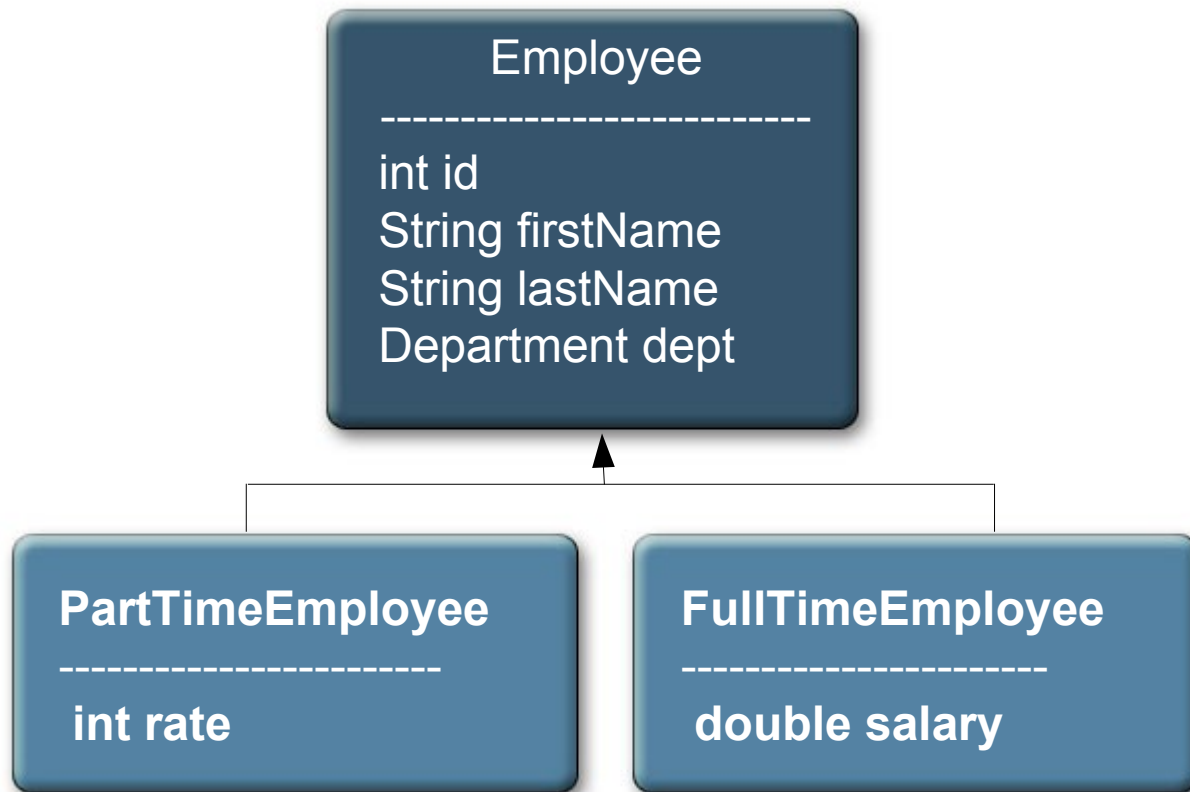 Employee
---------------------------
int id
String firstName
String lastName
Department dept
PartTimeEmployee
------------------------
int rate
FullTimeEmployee
-----------------------
double salary